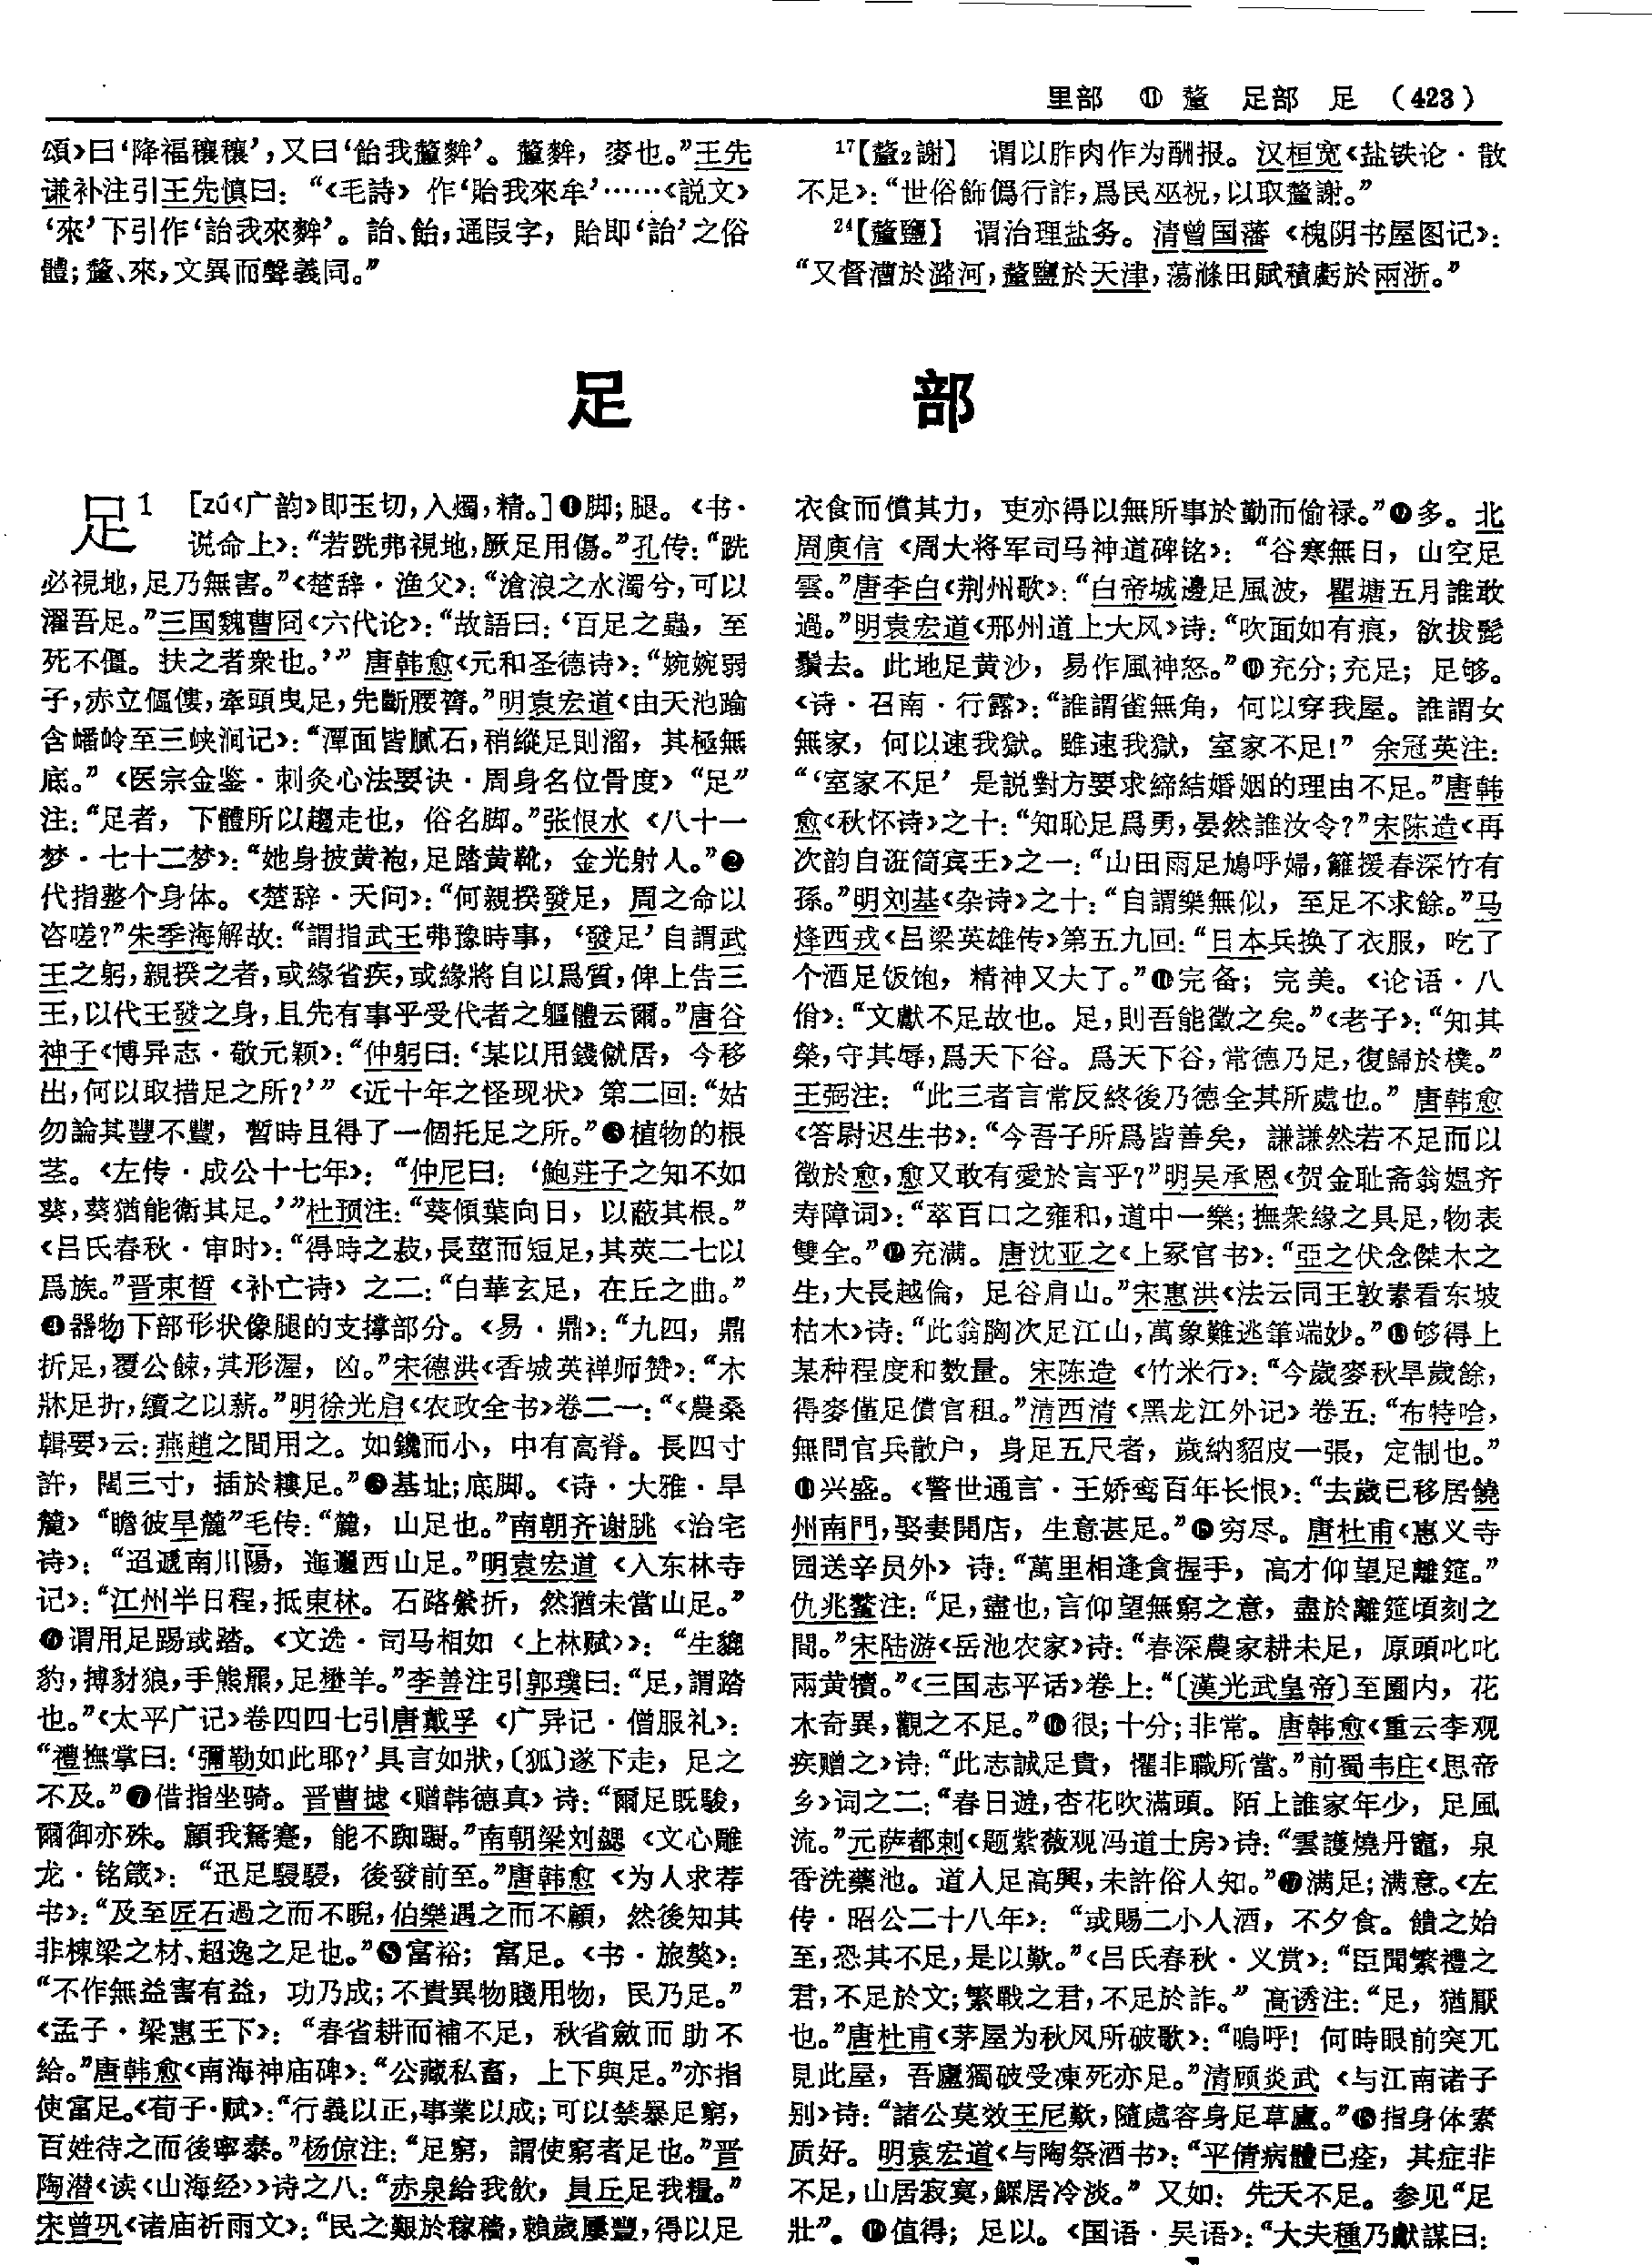 里部 ⑪ 釐 足部 足 (423)
頌》曰‘降福穰穰’,又曰‘飴我釐麰’。釐麰,麥也。”王先
谦补注引王先慎曰:“《毛詩》作‘貽我來牟’……《説文》
‘來’下引作‘詒我來麰’。詒、飴,通叚字,貽即‘詒’之俗
體;釐、來,文異而聲義同。”
17【釐₂謝】 谓以胙肉作为酬报。汉桓宽《盐铁论·散
不足》:“世俗飾僞行詐,爲民巫祝,以取釐謝。”
24【釐鹽】 谓治理盐务。清曾国藩《槐阴书屋图记》:
“又督漕於潞河,釐鹽於天津,蕩滌田賦積虧於兩浙。”
足 部
足1 [zú《广韵》即玉切,入燭,精。]❶脚;腿。《书·
说命上》:“若跣弗視地,厥足用傷。”孔传:“跣
必視地,足乃無害。”《楚辞·渔父》:“滄浪之水濁兮,可以
濯吾足。”三国魏曹冏《六代论》:“故語曰:‘百足之蟲,至
死不僵。扶之者衆也。’”唐韩愈《元和圣德诗》:“婉婉弱
子,赤立傴僂,牽頭曳足,先斷腰膂。”明袁宏道《由天池踰
含嶓岭至三峡涧记》:“潭面皆膩石,稍縱足則溜,其極無
底。”《医宗金鉴·刺灸心法要诀·周身名位骨度》“足”
注:“足者,下體所以趨走也,俗名脚。”张恨水《八十一
梦·七十二梦》:“她身披黄袍,足踏黄靴,金光射人。”❷
代指整个身体。《楚辞·天问》:“何親揆發足,周之命以
咨嗟?”朱季海解故:“謂指武王弗豫時事,‘發足’自謂武
王之躬,親揆之者,或緣省疾,或緣將自以爲質,俾上告三
王,以代王發之身,且先有事乎受代者之軀體云爾。”唐谷
神子《博异志·敬元颖》:“仲躬曰:‘某以用錢僦居,今移
出,何以取措足之所?’”《近十年之怪现状》第二回:“姑
勿論其豐不豐,暫時且得了一個托足之所。”❸植物的根
茎。《左传·成公十七年》:“仲尼曰:‘鮑莊子之知不如
葵,葵猶能衛其足。’”杜预注:“葵傾葉向日,以蔽其根。”
《吕氏春秋·审时》:“得時之菽,長莖而短足,其莢二七以
爲族。”晋束皙《补亡诗》之二:“白華玄足,在丘之曲。”
❹器物下部形状像腿的支撑部分。《易·鼎》:“九四,鼎
折足,覆公餗,其形渥,凶。”宋德洪《香城英禅师赞》:“木
牀足折,續之以薪。”明徐光启《农政全书》卷二一:“《農桑
輯要》云:燕趙之間用之。如鑱而小,中有高脊。長四寸
許,闊三寸,插於耬足。”❺基址;底脚。《诗·大雅·旱
麓》“瞻彼旱麓”毛传:“麓,山足也。”南朝齐谢朓《治宅
诗》:“迢遞南川陽,迤邐西山足。”明袁宏道《入东林寺
记》:“江州半日程,抵東林。石路縈折,然猶未當山足。”
❻谓用足踢或踏。《文选·司马相如〈上林赋〉》:“生貔
豹,搏豺狼,手熊羆,足壄羊。”李善注引郭璞曰:“足,謂踏
也。”《太平广记》卷四四七引唐戴孚《广异记·僧服礼》:
“禮撫掌曰:‘彌勒如此耶?’具言如狀,〔狐〕遂下走,足之
不及。”❼借指坐骑。晋曹摅《赠韩德真》诗:“爾足既駿,
爾御亦殊。顧我駑蹇,能不踟蹰。”南朝梁刘勰《文心雕
龙·铭箴》:“迅足駸駸,後發前至。”唐韩愈《为人求荐
书》:“及至匠石過之而不睨,伯樂遇之而不顧,然後知其
非棟梁之材、超逸之足也。”❽富裕;富足。《书·旅獒》:
“不作無益害有益,功乃成;不貴異物賤用物,民乃足。”
《孟子·梁惠王下》:“春省耕而補不足,秋省斂而助不
給。”唐韩愈《南海神庙碑》:“公藏私畜,上下與足。”亦指
使富足。《荀子·赋》:“行義以正,事業以成;可以禁暴足窮,
百姓待之而後寧泰。”杨倞注:“足窮,謂使窮者足也。”晋
陶潜《读〈山海经〉》诗之八:“赤泉給我飲,員丘足我糧。”
宋曾巩《诸庙祈雨文》:“民之艱於稼穡,賴歲屢豐,得以足
衣食而償其力,吏亦得以無所事於勤而偷禄。”❾多。北
周庾信《周大将军司马神道碑铭》:“谷寒無日,山空足
雲。”唐李白《荆州歌》:“白帝城邊足風波,瞿塘五月誰敢
過。”明袁宏道《邢州道上大风》诗:“吹面如有痕,欲拔髭
鬚去。此地足黄沙,易作風神怒。”❿充分;充足;足够。
《诗·召南·行露》:“誰謂雀無角,何以穿我屋。誰謂女
無家,何以速我獄。雖速我獄,室家不足!”余冠英注:
“‘室家不足’是説對方要求締結婚姻的理由不足。”唐韩
愈《秋怀诗》之十:“知恥足爲勇,晏然誰汝令?”宋陈造《再
次韵自诳简宾王》之一:“山田雨足鳩呼婦,籬援春深竹有
孫。”明刘基《杂诗》之十:“自謂樂無似,至足不求餘。”马
烽西戎《吕梁英雄传》第五九回:“日本兵换了衣服,吃了
个酒足饭饱,精神又大了。”⓫完备;完美。《论语·八
佾》:“文獻不足故也。足,則吾能徵之矣。”《老子》:“知其
榮,守其辱,爲天下谷。爲天下谷,常德乃足,復歸於樸。”
王弼注:“此三者言常反終後乃德全其所處也。”唐韩愈
《答尉迟生书》:“今吾子所爲皆善矣,謙謙然若不足而以
徵於愈,愈又敢有愛於言乎?”明吴承恩《贺金耻斋翁媪齐
寿障词》:“萃百口之雍和,道中一樂;撫衆緣之具足,物表
雙全。”⓬充满。唐沈亚之《上冢官书》:“亞之伏念傑木之
生,大長越倫,足谷肩山。”宋惠洪《法云同王敦素看东坡
枯木》诗:“此翁胸次足江山,萬象難逃筆端妙。”⓭够得上
某种程度和数量。宋陈造《竹米行》:“今歲麥秋旱歲餘,
得麥僅足償官租。”清西清《黑龙江外记》卷五:“布特哈,
無問官兵散户,身足五尺者,歲納貂皮一張,定制也。”
⓮兴盛。《警世通言·王娇鸾百年长恨》:“去歲已移居饒
州南門,娶妻開店,生意甚足。”⓯穷尽。唐杜甫《惠义寺
园送辛员外》诗:“萬里相逢貪握手,高才仰望足離筵。”
仇兆鳌注:“足,盡也,言仰望無窮之意,盡於離筵頃刻之
間。”宋陆游《岳池农家》诗:“春深農家耕未足,原頭叱叱
兩黄犢。”《三国志平话》卷上:“〔漢光武皇帝〕至園内,花
木奇異,觀之不足。”⓰很;十分;非常。唐韩愈《重云李观
疾赠之》诗:“此志誠足貴,懼非職所當。”前蜀韦庄《思帝
乡》词之二:“春日遊,杏花吹滿頭。陌上誰家年少,足風
流。”元萨都剌《题紫薇观冯道士房》诗:“雲護燒丹竈,泉
香洗藥池。道人足高興,未許俗人知。”⓱满足;满意。《左
传·昭公二十八年》:“或賜二小人酒,不夕食。饋之始
至,恐其不足,是以歎。”《吕氏春秋·义赏》:“臣聞繁禮之
君,不足於文;繁戰之君,不足於詐。”高诱注:“足,猶厭
也。”唐杜甫《茅屋为秋风所破歌》:“嗚呼!何時眼前突兀
見此屋,吾廬獨破受凍死亦足。”清顾炎武《与江南诸子
别》诗:“諸公莫效王尼歎,隨處容身足草廬。”⓲指身体素
质好。明袁宏道《与陶祭酒书》:“平倩病體已痊,其症非
不足,山居寂寞,鰥居冷淡。”又如:先天不足。参见“足
壯”。⓳值得;足以。《国语·吴语》:“大夫種乃獻謀曰: